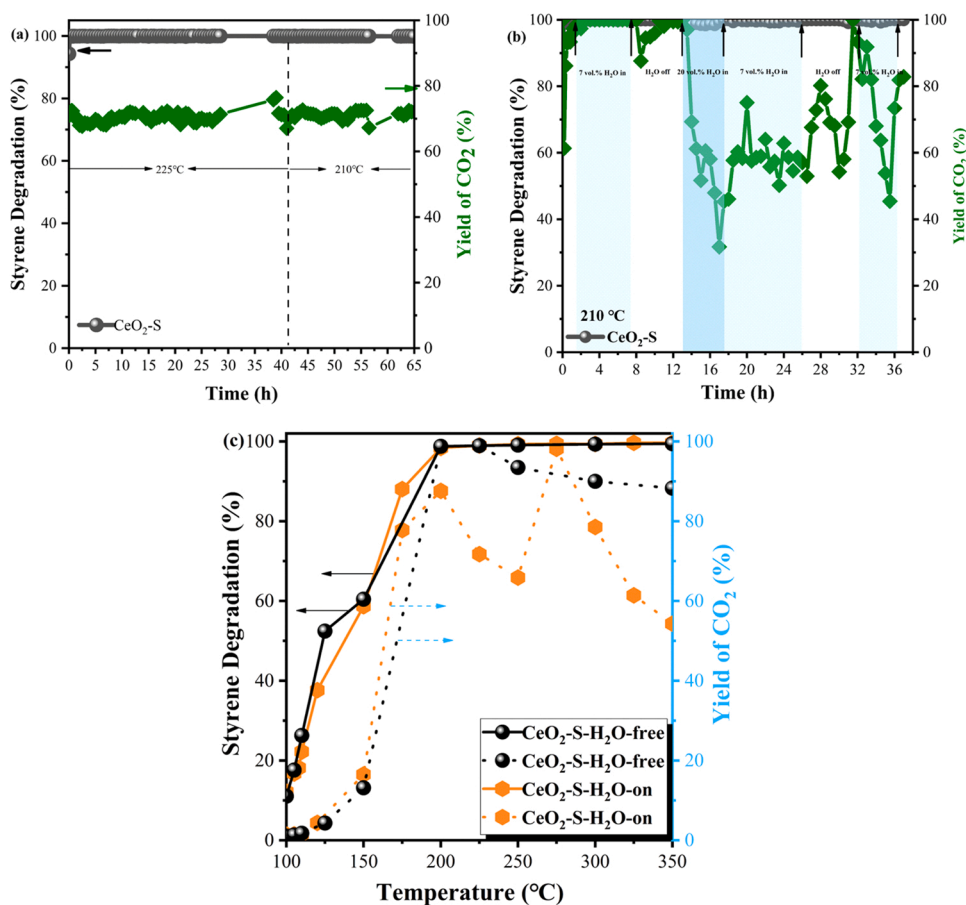 (a)
Styrene Degradation (%)
100
80
60
40
20
0
225℃
210℃
CeO2-S
0 5 10 15 20 25 30 35 40 45 50 55 60 65
Time (h)
100
80
60
40
20
0
Yield of CO2 (%)
(b)
Styrene Degradation (%)
100
80
60
40
20
0
7 vol.% H2O in
H2O off
20 vol.% H2O in
7 vol.% H2O in
H2O off
7 vol.% H2O in
210 ℃
CeO2-S
0 4 8 12 16 20 24 28 32 36
Time (h)
100
80
60
40
20
0
Yield of CO2 (%)
(c)
Styrene Degradation (%)
100
80
60
40
20
0
CeO2-S-H2O-free
CeO2-S-H2O-free
CeO2-S-H2O-on
CeO2-S-H2O-on
100 150 200 250 300 350
Temperature (℃)
100
80
60
40
20
0
Yield of CO2 (%)